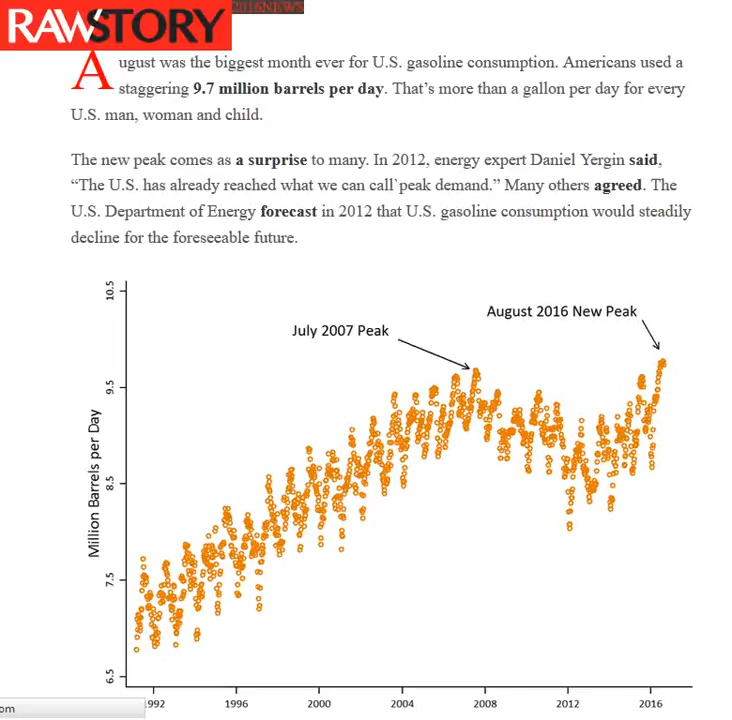 RAWSTORY
2016NEWS
August was the biggest month ever for U.S. gasoline consumption. Americans used a
staggering 9.7 million barrels per day. That's more than a gallon per day for every
U.S. man, woman and child.
The new peak comes as a surprise to many. In 2012, energy expert Daniel Yergin said,
“The U.S. has already reached what we can call`peak demand.” Many others agreed. The
U.S. Department of Energy forecast in 2012 that U.S. gasoline consumption would steadily
decline for the foreseeable future.
10.5
August 2016 New Peak
July 2007 Peak
9.5
Million Barrels per Day
8.5
7.5
6.5
1992 1996 2000 2004 2008 2012 2016
om